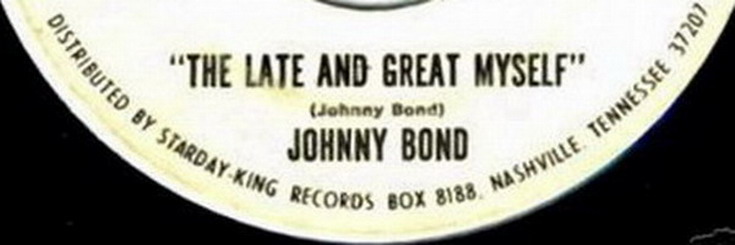 "THE LATE AND GREAT MYSELF"
(Johnny Bond)
JOHNNY BOND
DISTRIBUTED BY STARDAY-KING RECORDS BOX 8188, NASHVILLE, TENNESSEE 37207